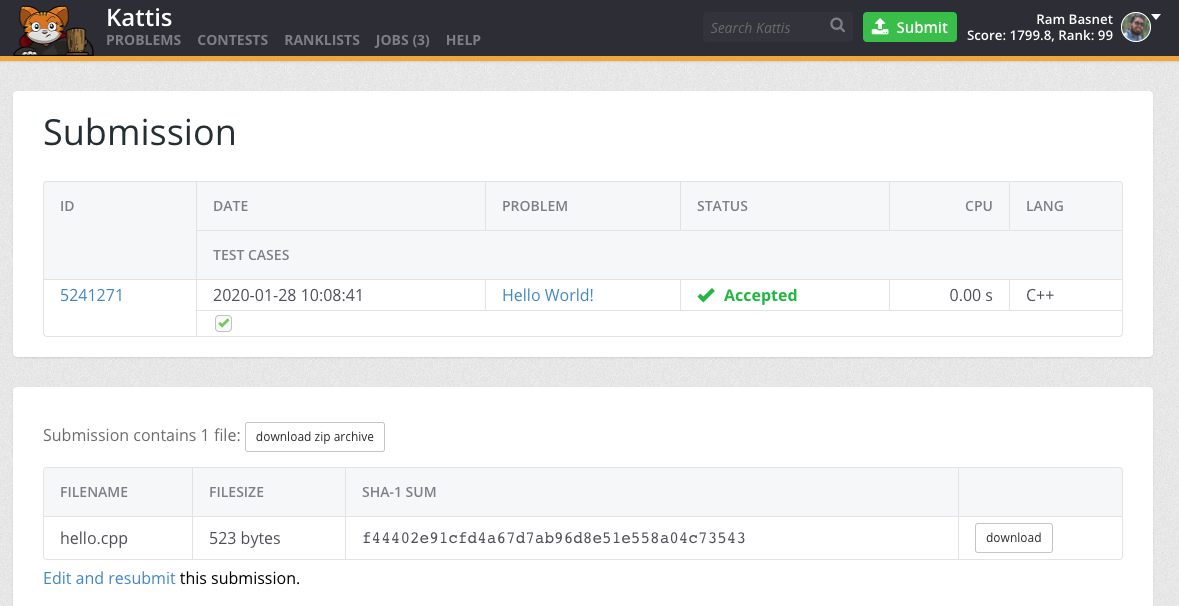 Kattis
PROBLEMS CONTESTS RANKLISTS JOBS (3) HELP
Search Kattis
Submit
Ram Basnet
Score: 1799.8, Rank: 99
Submission
ID DATE PROBLEM STATUS CPU LANG
TEST CASES
5241271 2020-01-28 10:08:41 Hello World! Accepted 0.00 s C++
Submission contains 1 file: download zip archive
FILENAME FILESIZE SHA-1 SUM
hello.cpp 523 bytes f44402e91cfd4a67d7ab96d8e51e558a04c73543 download
Edit and resubmit this submission.